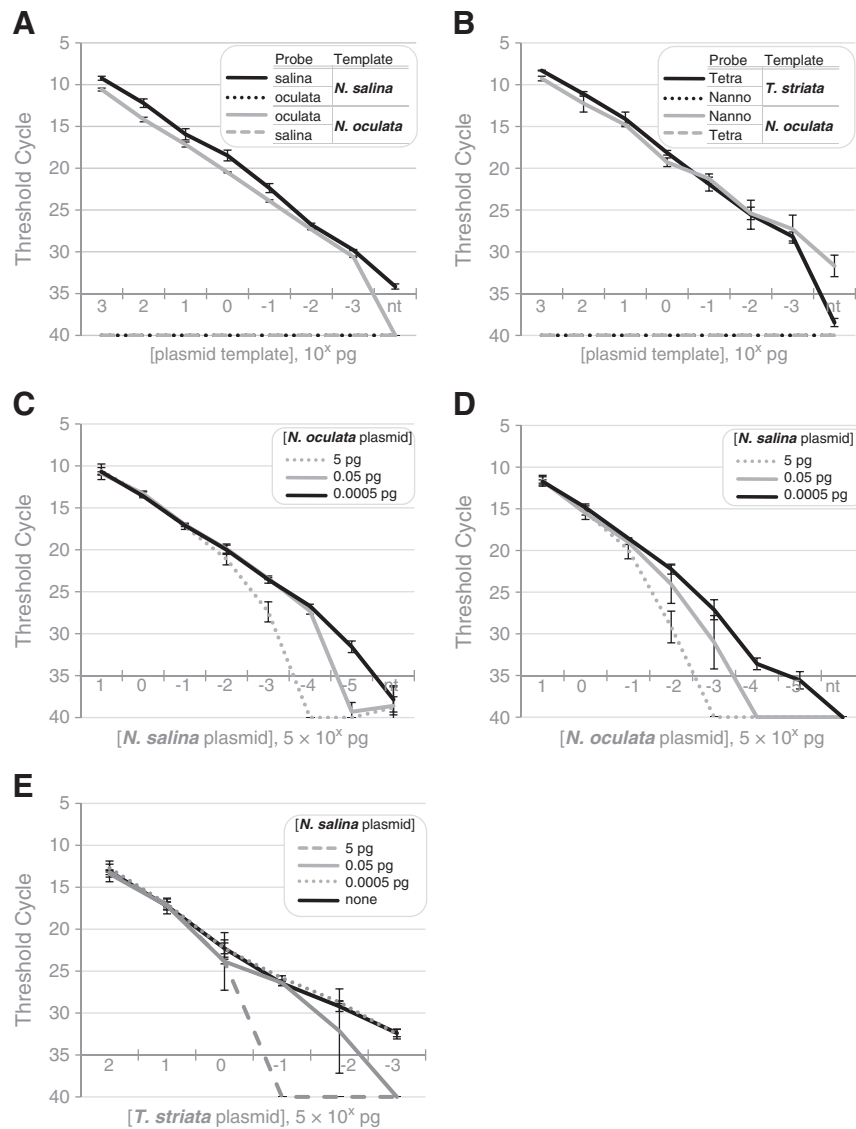 A
5
10
15
20
25
30
35
40
Threshold Cycle
Probe Template
salina
oculata
N. salina
oculata
salina
N. oculata
3 2 1 0 -1 -2 -3 nt
[plasmid template], 10^x pg
B
5
10
15
20
25
30
35
40
Threshold Cycle
Probe Template
Tetra
Nanno
T. striata
Nanno
Tetra
N. oculata
3 2 1 0 -1 -2 -3 nt
[plasmid template], 10^x pg
C
5
10
15
20
25
30
35
40
Threshold Cycle
[N. oculata plasmid]
5 pg
0.05 pg
0.0005 pg
1 0 -1 -2 -3 -4 -5 nt
[N. salina plasmid], 5 × 10^x pg
D
5
10
15
20
25
30
35
40
Threshold Cycle
[N. salina plasmid]
5 pg
0.05 pg
0.0005 pg
1 0 -1 -2 -3 -4 -5 nt
[N. oculata plasmid], 5 × 10^x pg
E
5
10
15
20
25
30
35
40
Threshold Cycle
[N. salina plasmid]
5 pg
0.05 pg
0.0005 pg
none
2 1 0 -1 -2 -3
[T. striata plasmid], 5 × 10^x pg